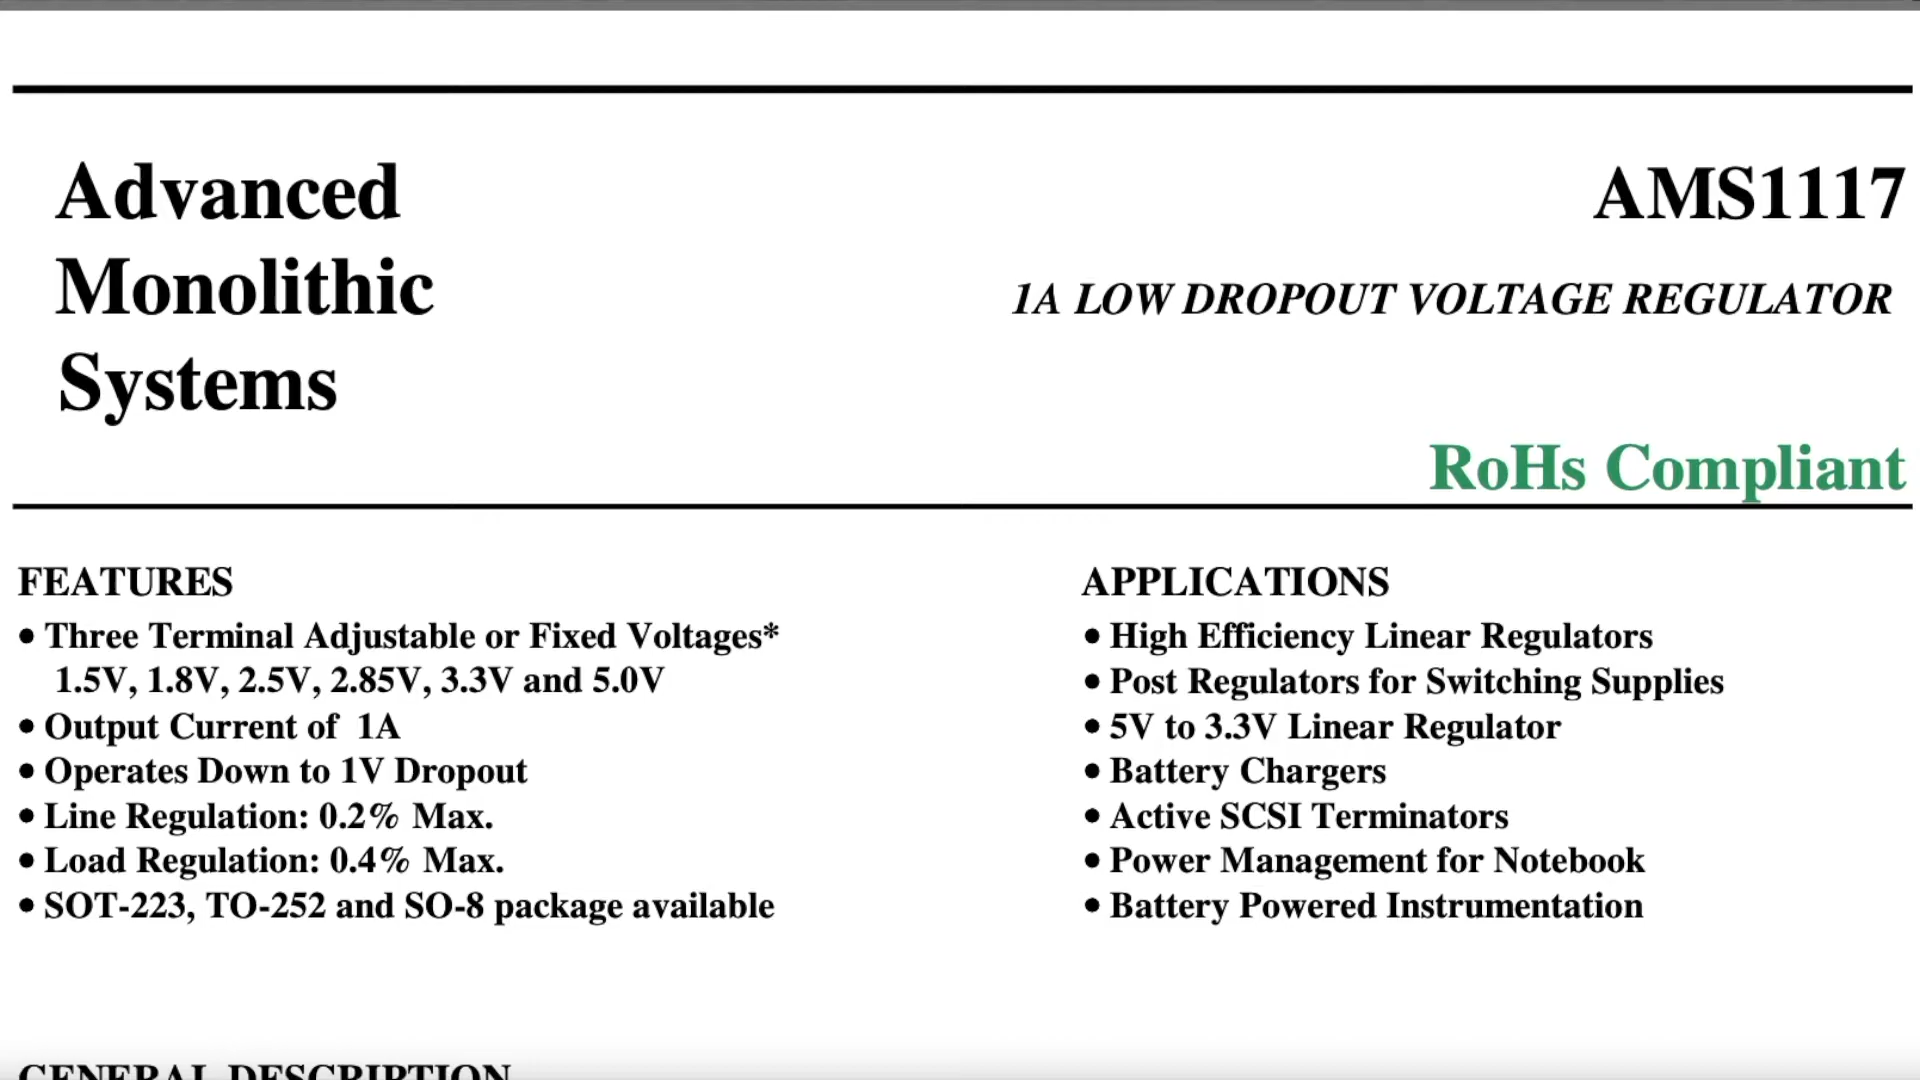 Advanced
Monolithic
Systems
AMS1117
1A LOW DROPOUT VOLTAGE REGULATOR
RoHs Compliant
FEATURES
• Three Terminal Adjustable or Fixed Voltages*
1.5V, 1.8V, 2.5V, 2.85V, 3.3V and 5.0V
• Output Current of 1A
• Operates Down to 1V Dropout
• Line Regulation: 0.2% Max.
• Load Regulation: 0.4% Max.
• SOT-223, TO-252 and SO-8 package available
APPLICATIONS
• High Efficiency Linear Regulators
• Post Regulators for Switching Supplies
• 5V to 3.3V Linear Regulator
• Battery Chargers
• Active SCSI Terminators
• Power Management for Notebook
• Battery Powered Instrumentation
GENERAL DESCRIPTION